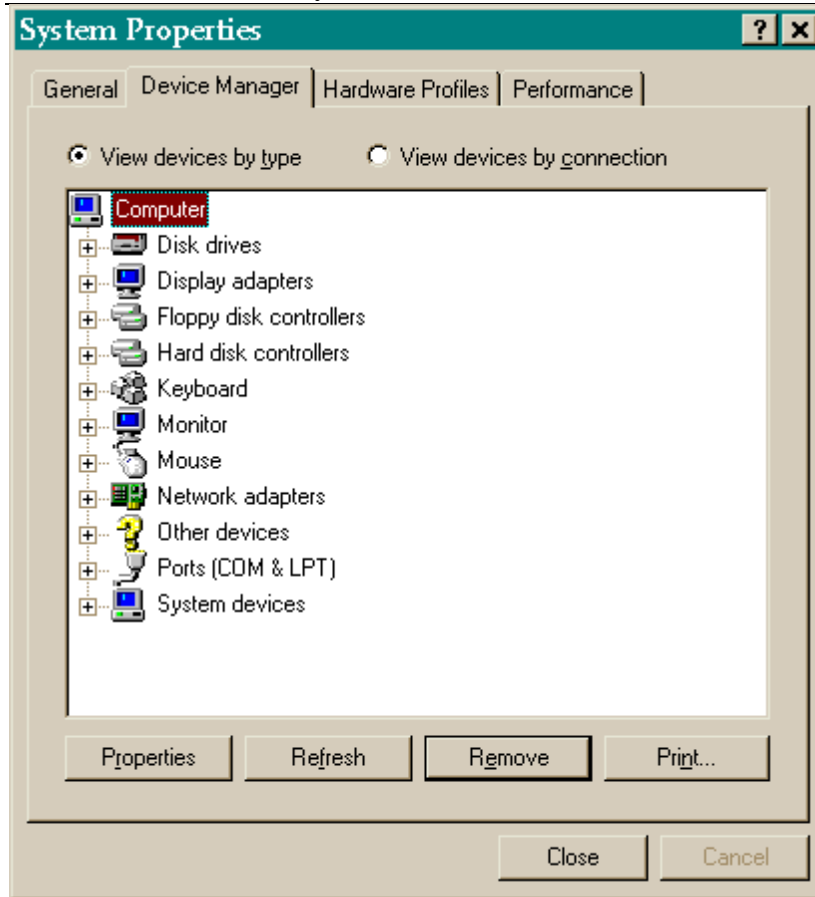 System Properties
General Device Manager Hardware Profiles Performance
View devices by type View devices by connection
Computer
Disk drives
Display adapters
Floppy disk controllers
Hard disk controllers
Keyboard
Monitor
Mouse
Network adapters
Other devices
Ports (COM & LPT)
System devices
Properties Refresh Remove Print...
Close Cancel